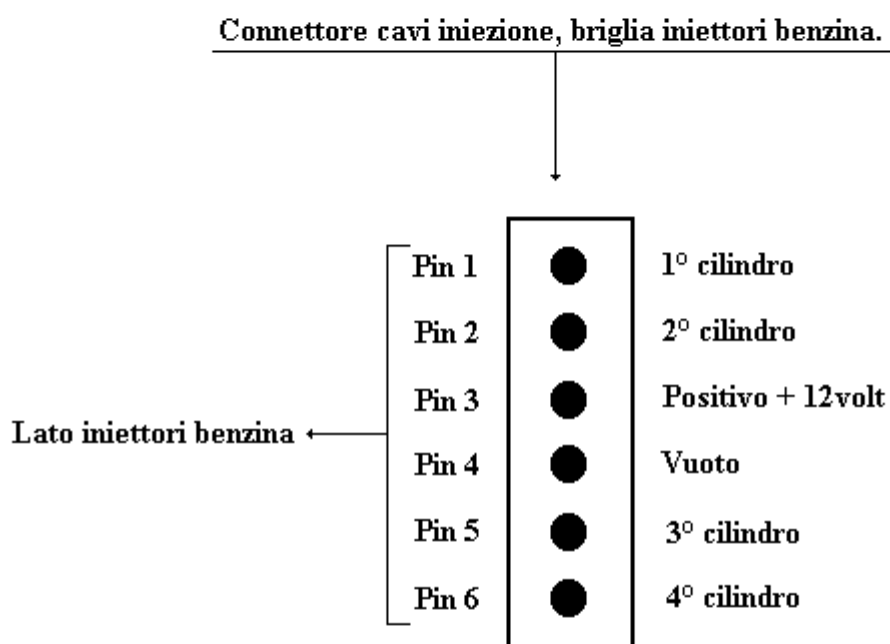 Connettore cavi iniezione, briglia iniettori benzina.
Pin 1 1° cilindro
Pin 2 2° cilindro
Pin 3 Positivo + 12volt
Lato iniettori benzina
Pin 4 Vuoto
Pin 5 3° cilindro
Pin 6 4° cilindro